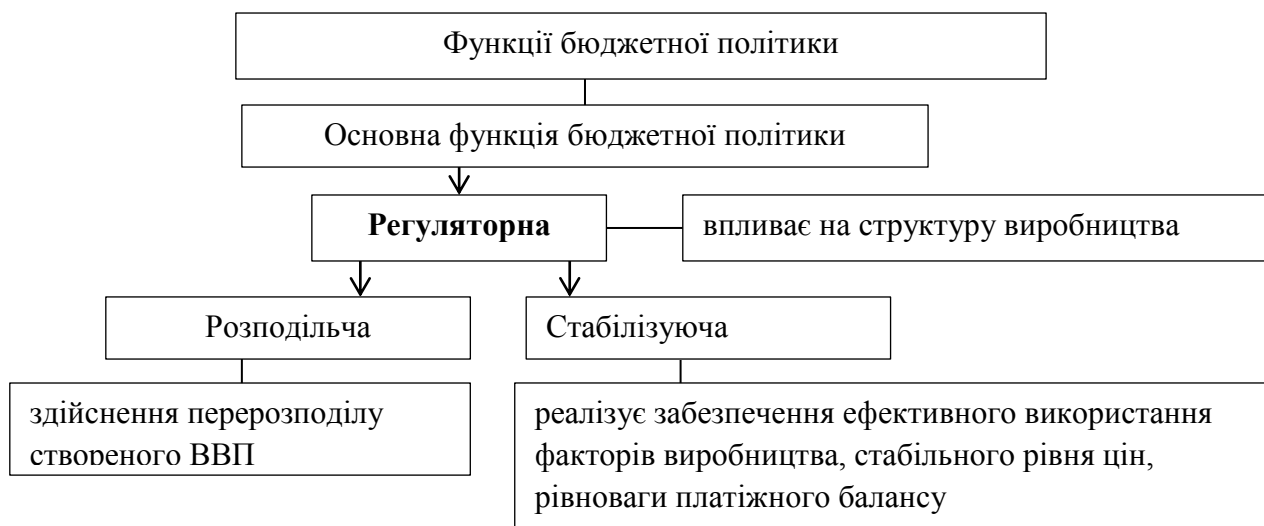 Функції бюджетної політики
Основна функція бюджетної політики
Регуляторна
впливає на структуру виробництва
Розподільча
Стабілізуюча
здійснення перерозподілу
створеного ВВП
реалізує забезпечення ефективного використання
факторів виробництва, стабільного рівня цін,
рівноваги платіжного балансу